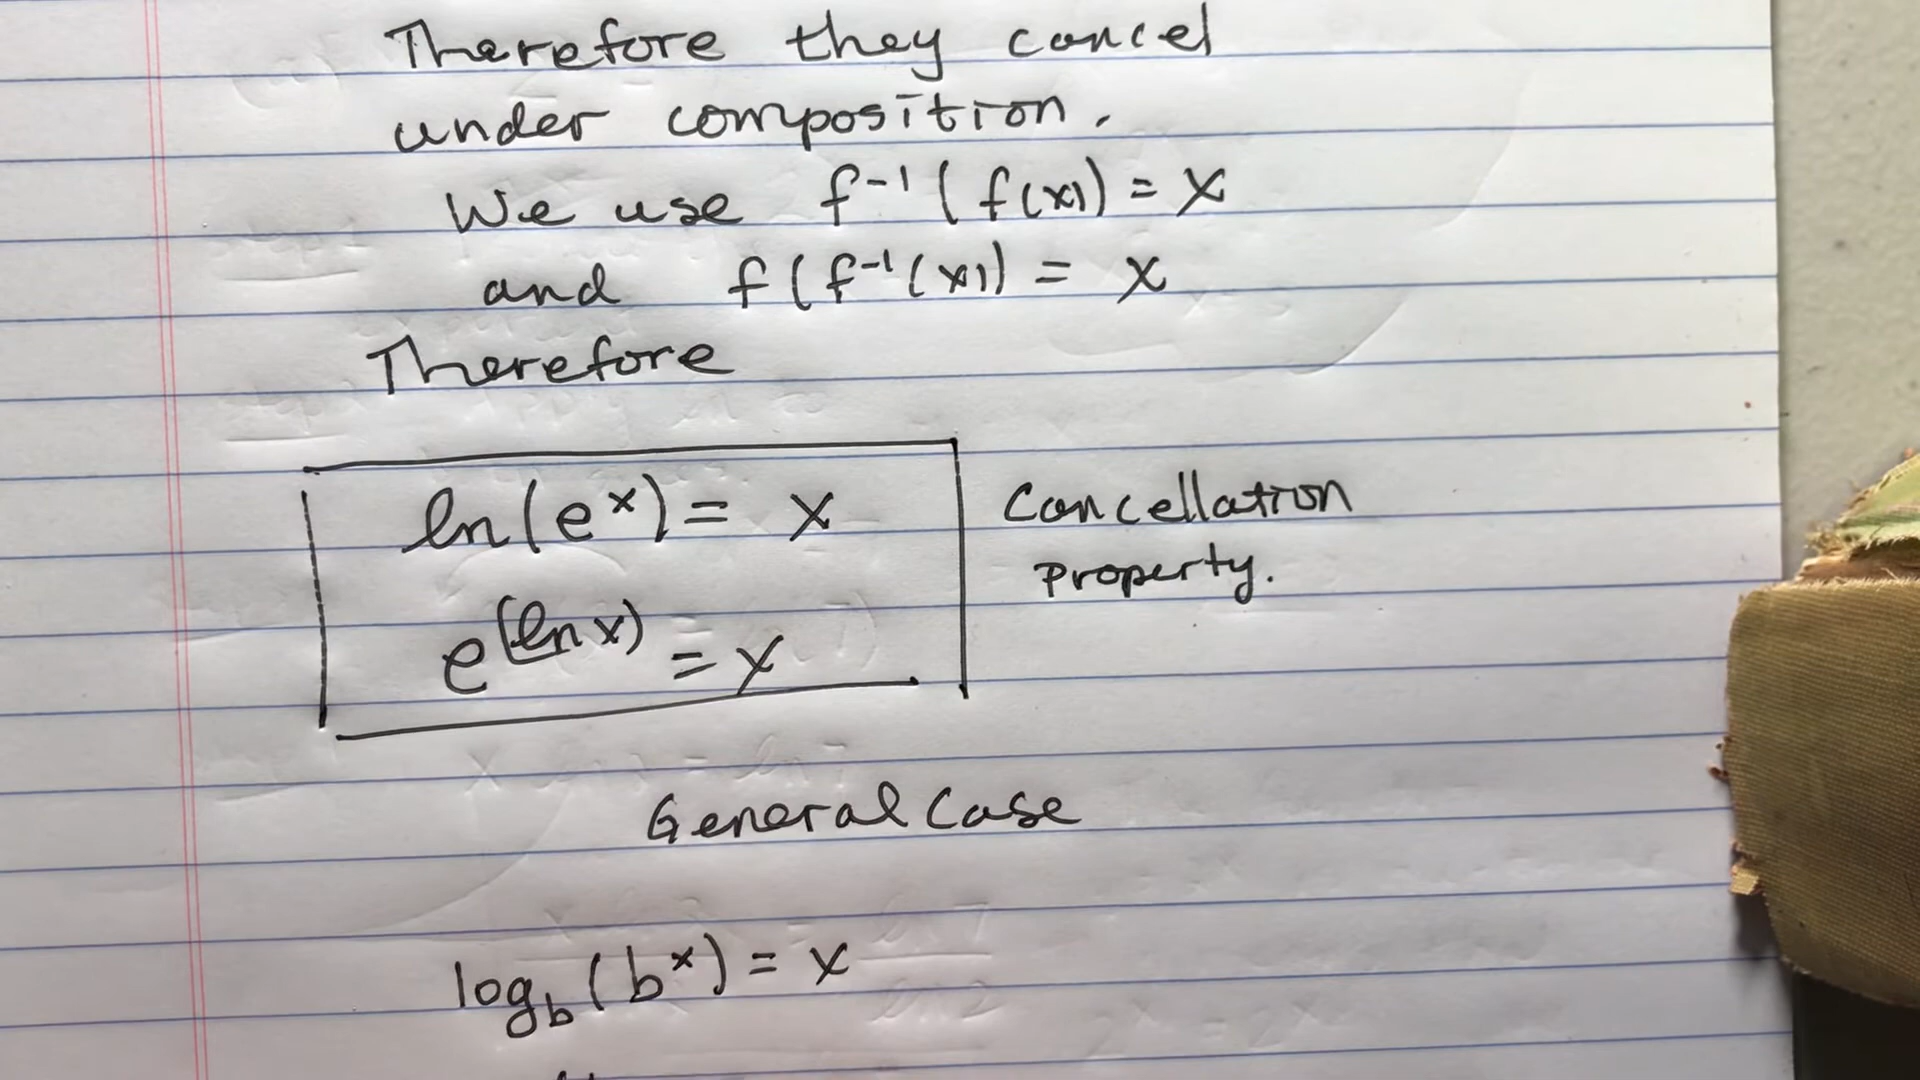 Therefore they cancel
under composition.
We use f⁻¹(f(x)) = x
and f(f⁻¹(x)) = x
Therefore
ln(eˣ) = x
Cancellation
property.
e^(ln x) = x
General Case
log_b(bˣ) = x